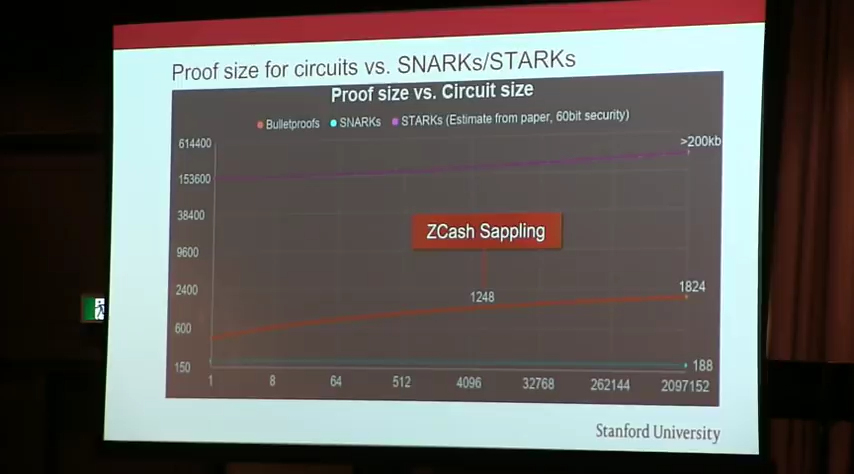 Proof size for circuits vs. SNARKs/STARKs
Proof size vs. Circuit size
Bulletproofs SNARKs STARKs (Estimate from paper, 60bit security)
614400
>200kb
153600
38400
ZCash Sappling
9600
2400
1248
1824
600
150
188
1 8 64 512 4096 32768 262144 2097152
Stanford University